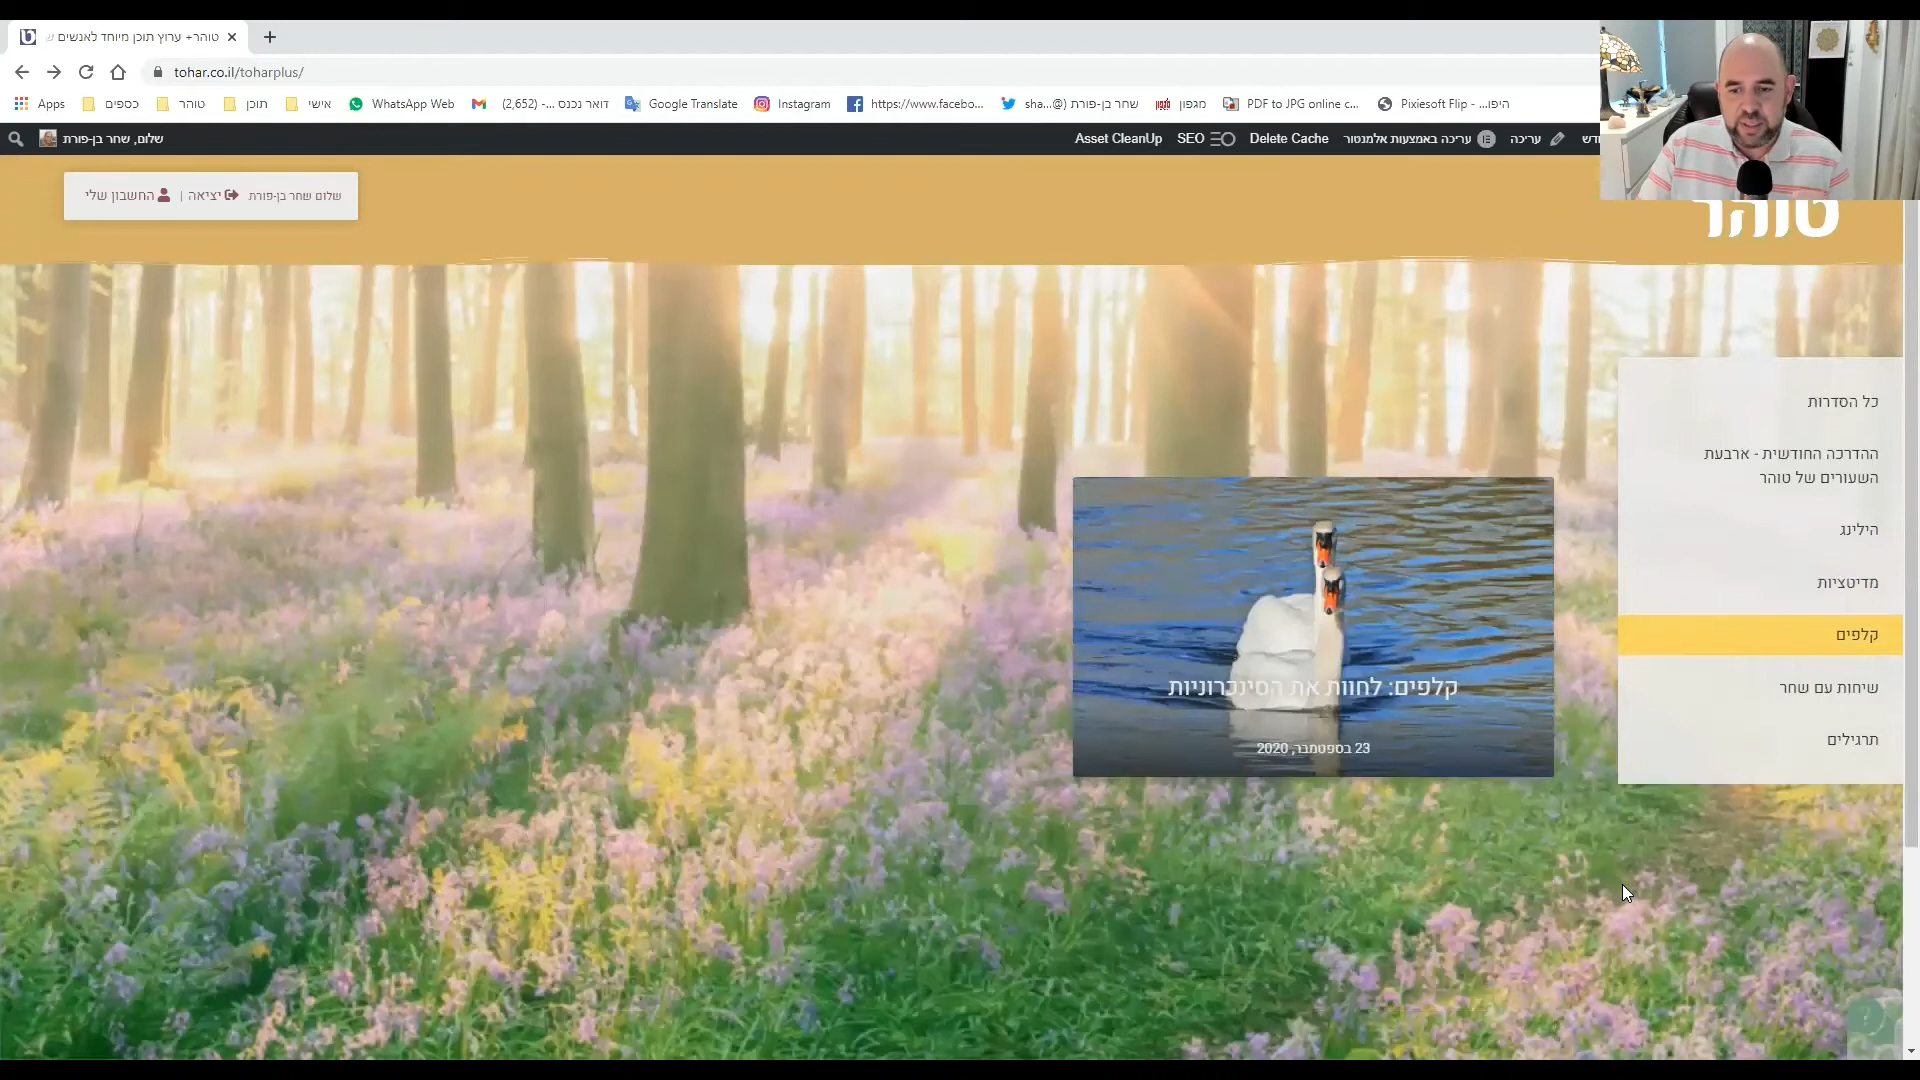 טוהר+ ערוץ תוכן מיוחד לאנשים ש
tohar.co.il/toharplus/
Apps
כספים
טוהר
תוכן
אישי
WhatsApp Web
דואר נכנס -... (2,652)
Google Translate
Instagram
https://www.facebo...
שחר בן-פורת (@sha...
מגפון
PDF to JPG online c...
Pixiesoft Flip - ...היפו
שלום, שחר בן-פורת
Asset CleanUp
SEO
Delete Cache
עריכה באמצעות אלמנטור
עריכה
שלום שחר בן-פורת
יציאה |
החשבון שלי
טוהר
כל הסדרות
ההדרכה החודשית - ארבעת
השעורים של טוהר
הילינג
מדיטציות
קלפים
שיחות עם שחר
תרגילים
קלפים: לחוות את הסינכרוניות
23 בספטמבר, 2020